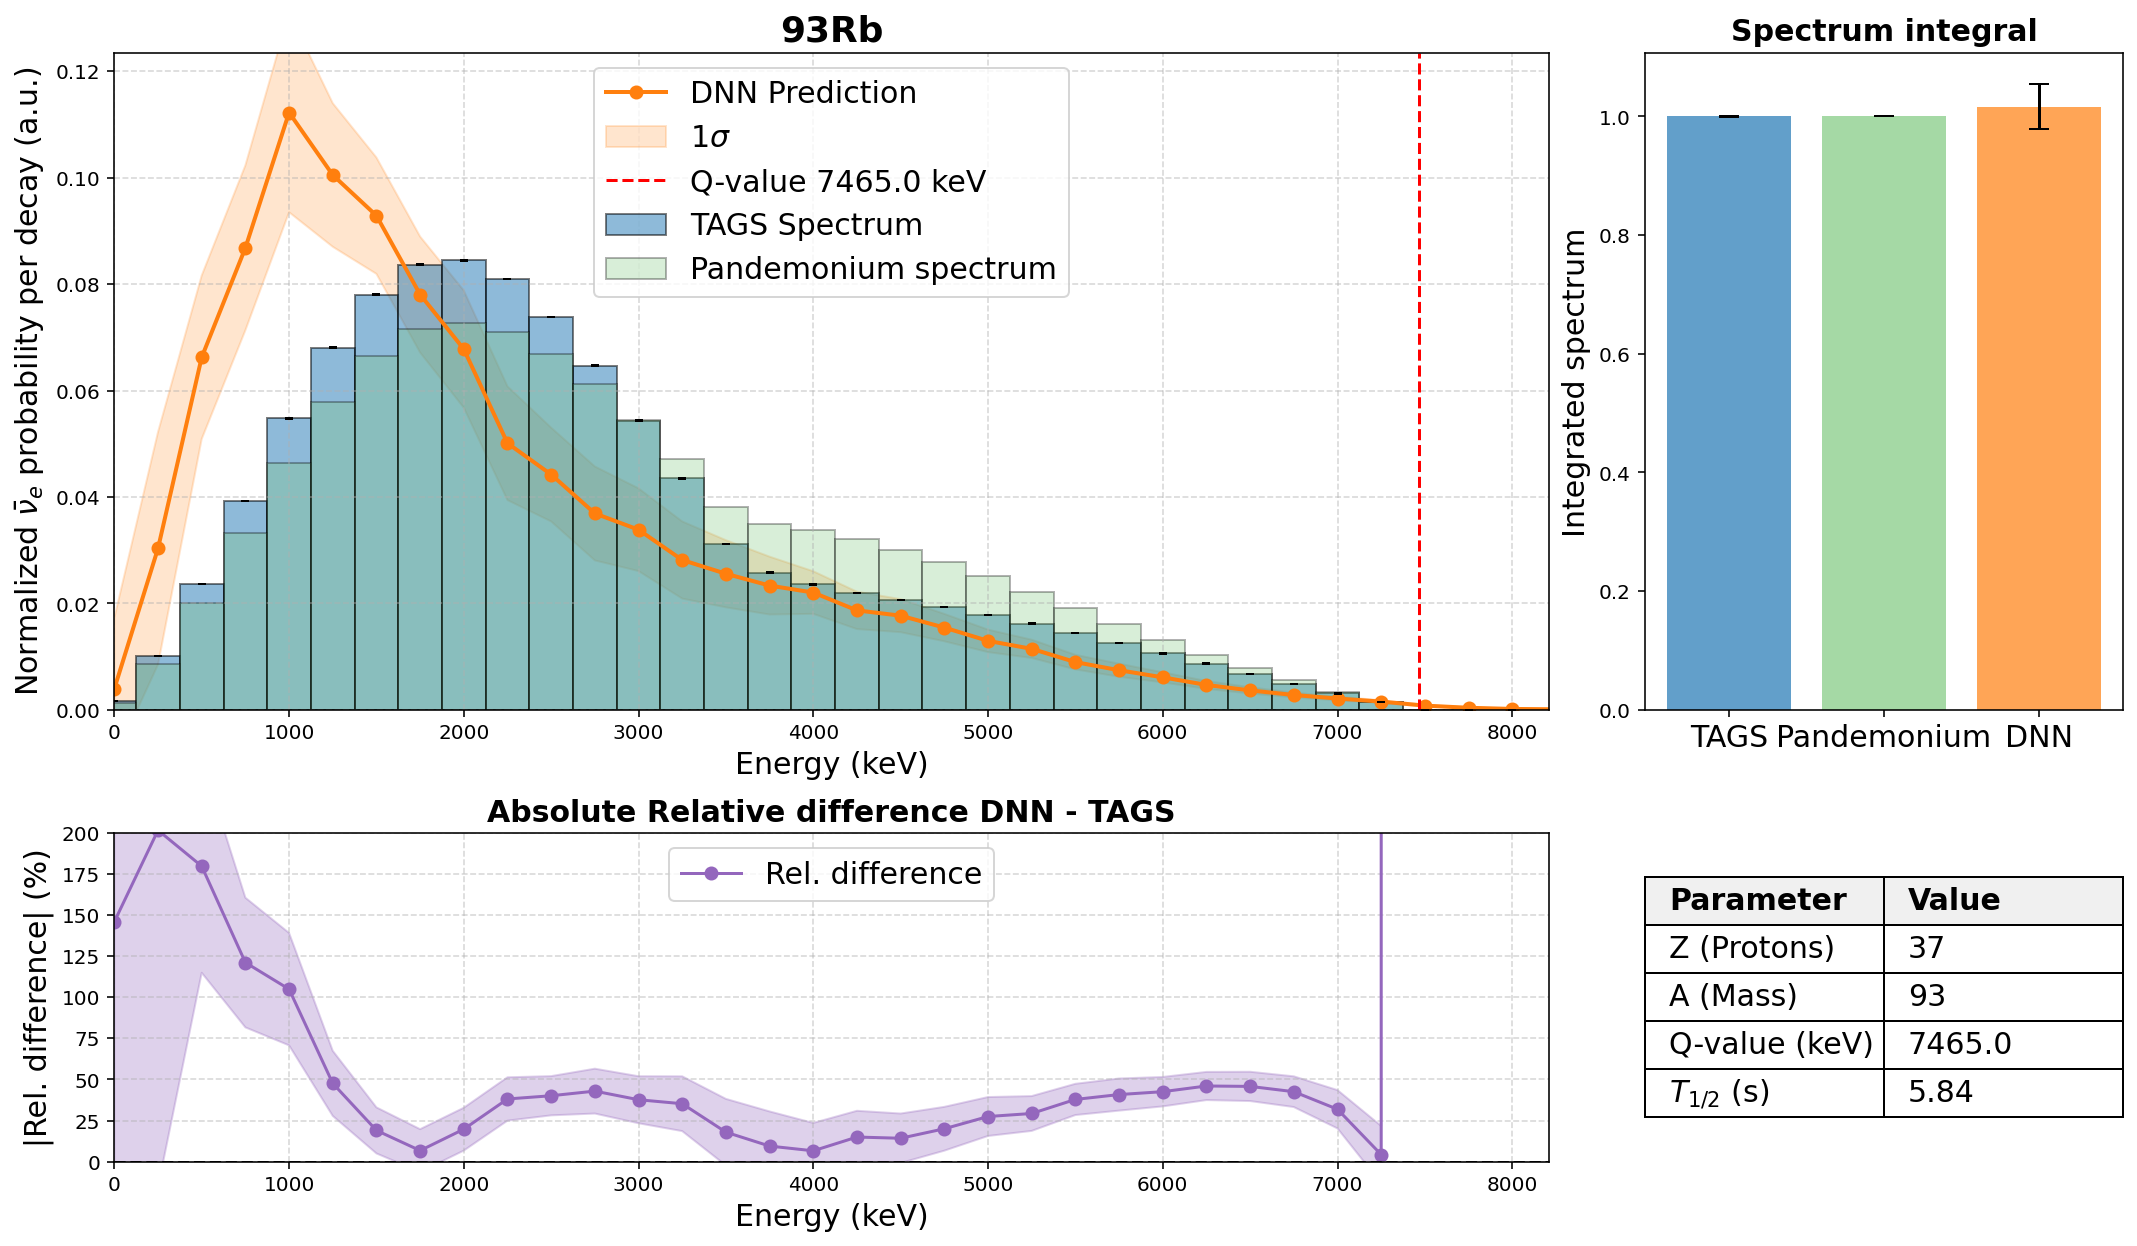 93Rb
Normalized ν̄ₑ probability per decay (a.u.)
0.12
0.10
0.08
0.06
0.04
0.02
0.00
DNN Prediction
1σ
Q-value 7465.0 keV
TAGS Spectrum
Pandemonium spectrum
0 1000 2000 3000 4000 5000 6000 7000 8000
Energy (keV)
Spectrum integral
Integrated spectrum
1.0
0.8
0.6
0.4
0.2
0.0
TAGS Pandemonium DNN
Absolute Relative difference DNN - TAGS
|Rel. difference| (%)
200
175
150
125
100
75
50
25
0
Rel. difference
0 1000 2000 3000 4000 5000 6000 7000 8000
Energy (keV)
Parameter Value
Z (Protons) 37
A (Mass) 93
Q-value (keV) 7465.0
T1/2 (s) 5.84